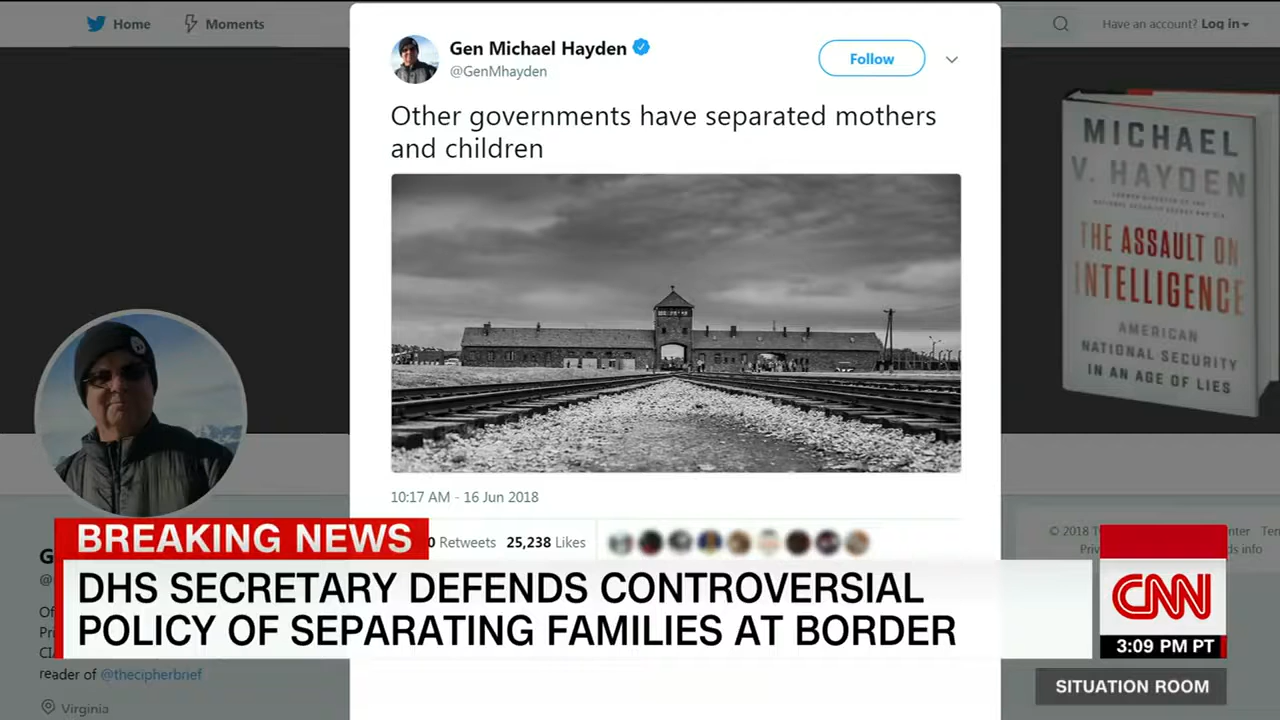 Home
Moments
Have an account? Log in
Gen Michael Hayden
@GenMhayden
Follow
Other governments have separated mothers
and children
MICHAEL
V. HAYDEN
THE ASSAULT ON
INTELLIGENCE
AMERICAN
NATIONAL SECURITY
IN AN AGE OF LIES
10:17 AM - 16 Jun 2018
Retweets 25,238 Likes
© 2018
BREAKING NEWS
DHS SECRETARY DEFENDS CONTROVERSIAL
POLICY OF SEPARATING FAMILIES AT BORDER
CNN
3:09 PM PT
SITUATION ROOM
reader of @thecipherbrief
Virginia